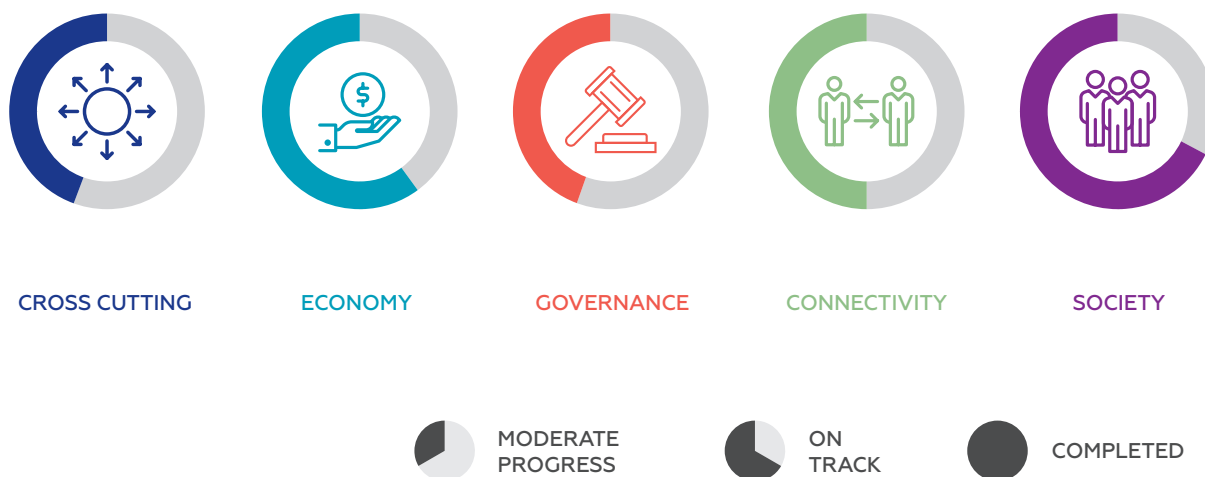 $
CROSS CUTTING
ECONOMY
GOVERNANCE
CONNECTIVITY
SOCIETY
MODERATE
PROGRESS
ON
TRACK
COMPLETED